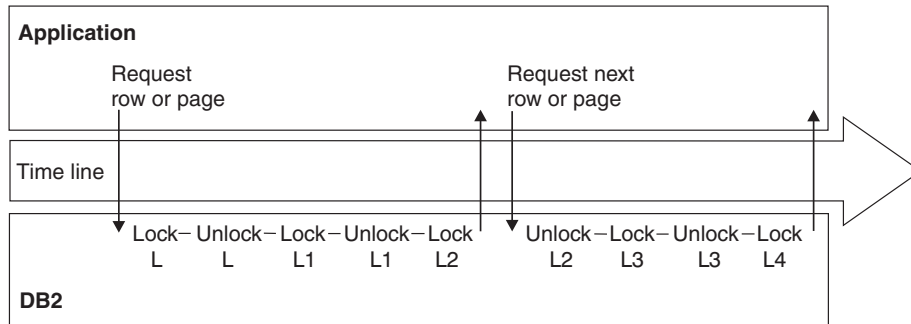 Application
Request
row or page
Request next
row or page
Time line
Lock– Unlock–Lock–Unlock–Lock
L L L1 L1 L2
Unlock–Lock–Unlock–Lock
L2 L3 L3 L4
DB2